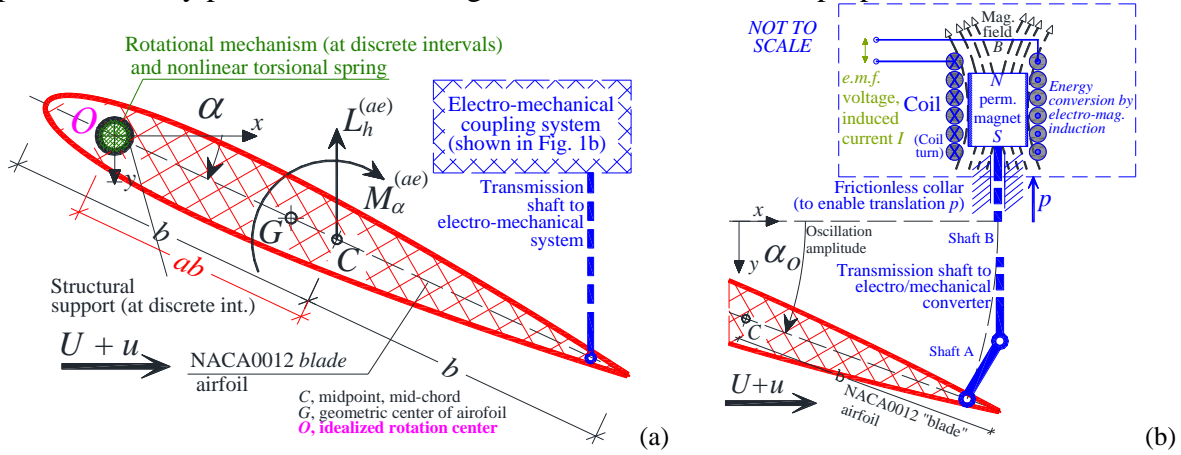 Rotational mechanism (at discrete intervals)
and nonlinear torsional spring
O
α
x
y
L_h^{(ae)}
M_α^{(ae)}
G
C
b
ab
b
Structural
support (at discrete int.)
U + u
NACA0012 blade
airfoil
C, midpoint, mid-chord
G, geometric center of airofoil
O, idealized rotation center
Electro-mechanical
coupling system
(shown in Fig. 1b)
Transmission
shaft to
electro-mechanical
system
(a)
NOT TO
SCALE
Mag.
field
B
e.m.f.
voltage,
induced
current I
Coil
(Coil
turn)
N
perm.
magnet
S
Energy
conversion by
electro-mag.
induction
Frictionless collar
(to enable translation p)
p
x
y
Oscillation
amplitude
α_o
Shaft B
Transmission shaft to
electro/mechanical
converter
Shaft A
C
b
U+u
NACA0012 "blade"
airfoil
(b)